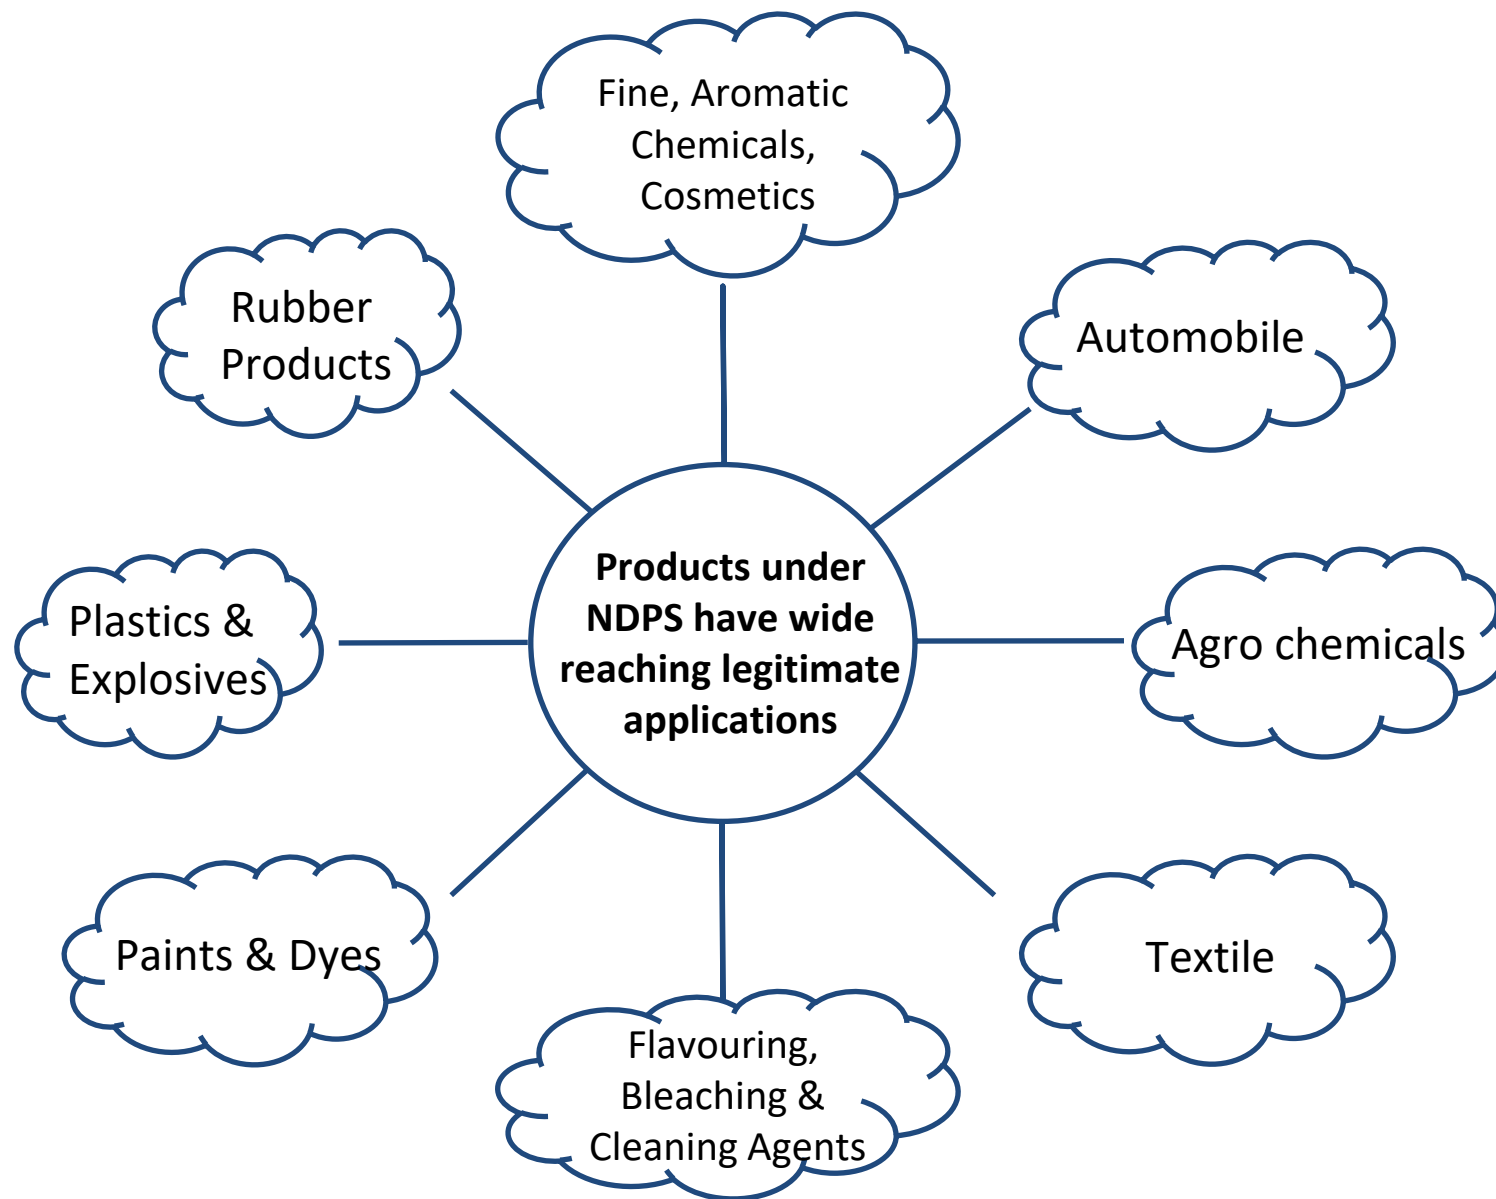 Fine, Aromatic
Chemicals,
Cosmetics
Rubber
Products
Automobile
Products under
NDPS have wide
reaching legitimate
applications
Plastics &
Explosives
Agro chemicals
Paints & Dyes
Textile
Flavouring,
Bleaching &
Cleaning Agents